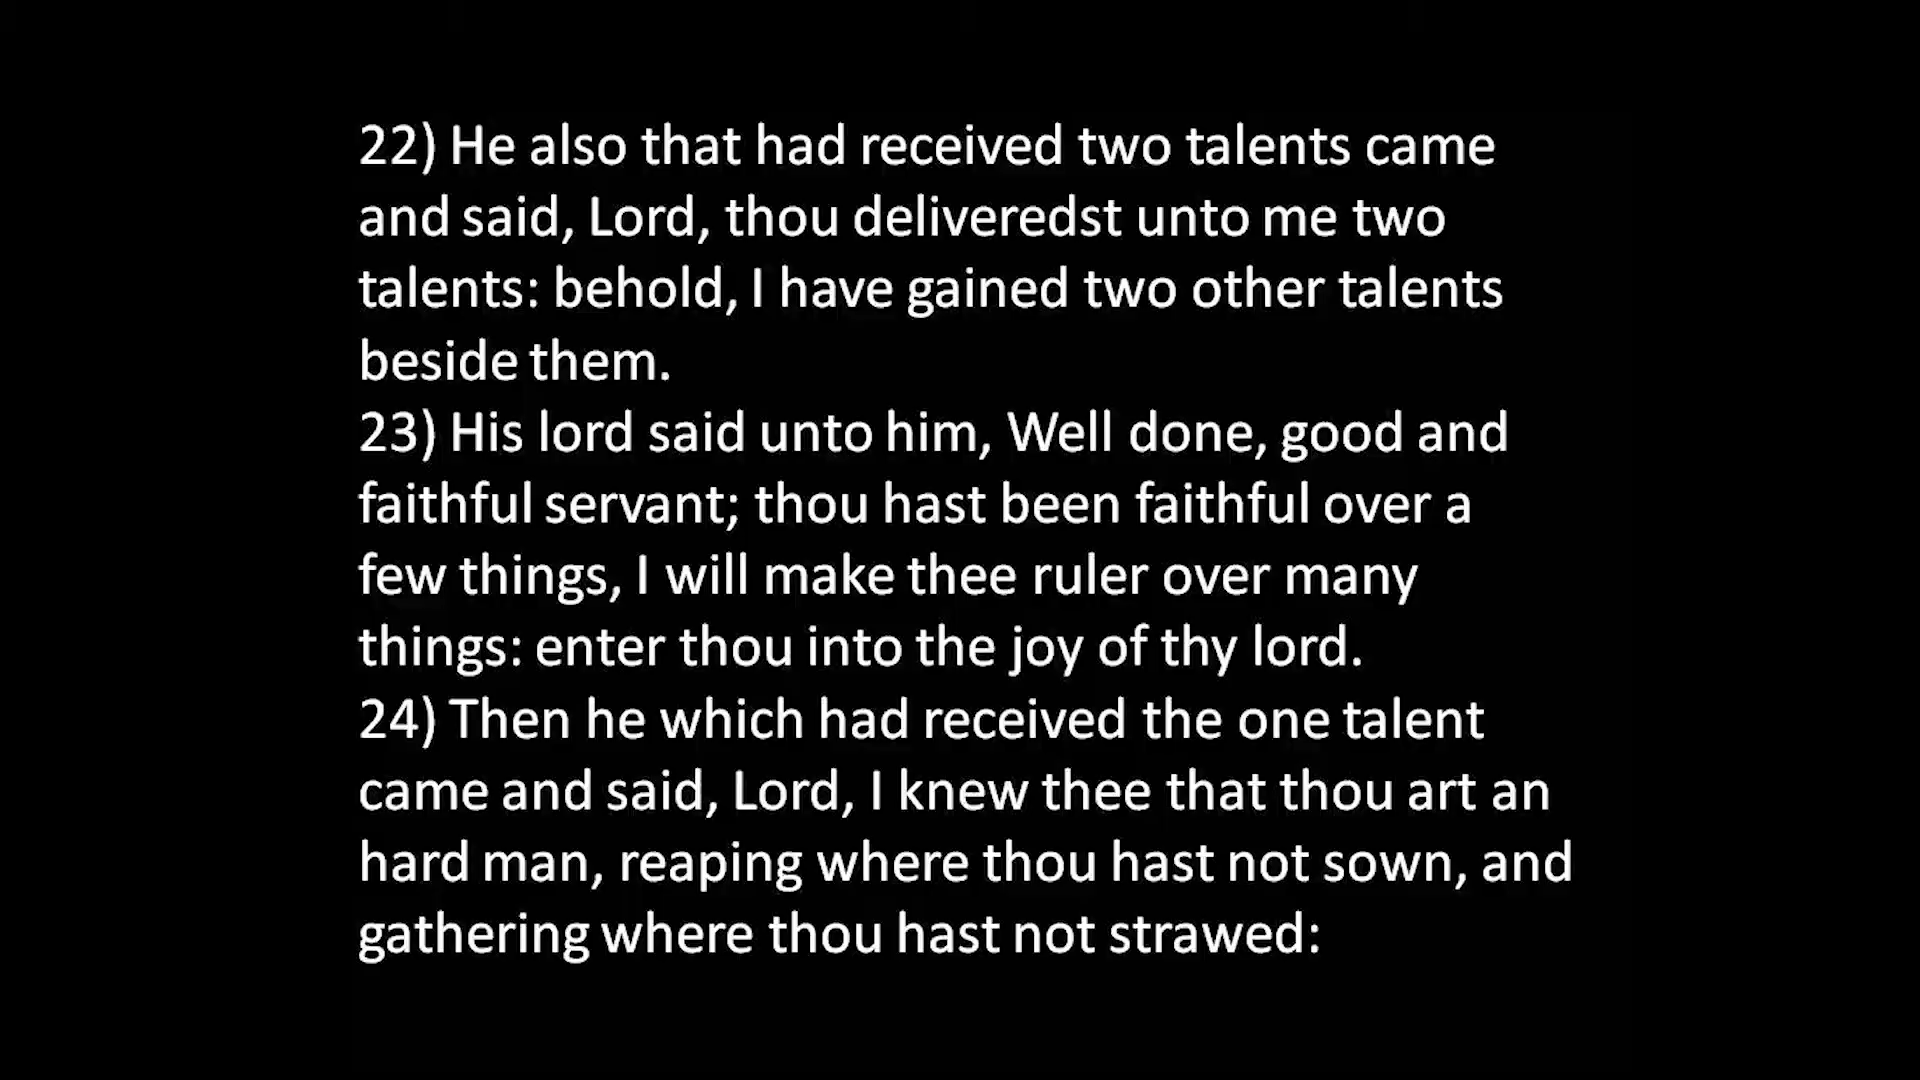 22) He also that had received two talents came
and said, Lord, thou deliveredst unto me two
talents: behold, I have gained two other talents
beside them.
23) His lord said unto him, Well done, good and
faithful servant; thou hast been faithful over a
few things, I will make thee ruler over many
things: enter thou into the joy of thy lord.
24) Then he which had received the one talent
came and said, Lord, I knew thee that thou art an
hard man, reaping where thou hast not sown, and
gathering where thou hast not strawed: